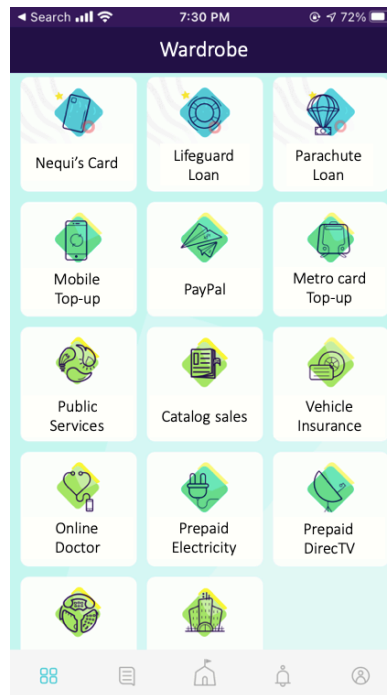 Search
7:30 PM
72%
Wardrobe
Nequi’s Card
Lifeguard
Loan
Parachute
Loan
Mobile
Top-up
PayPal
Metro card
Top-up
Public
Services
Catalog sales
Vehicle
Insurance
Online
Doctor
Prepaid
Electricity
Prepaid
DirecTV